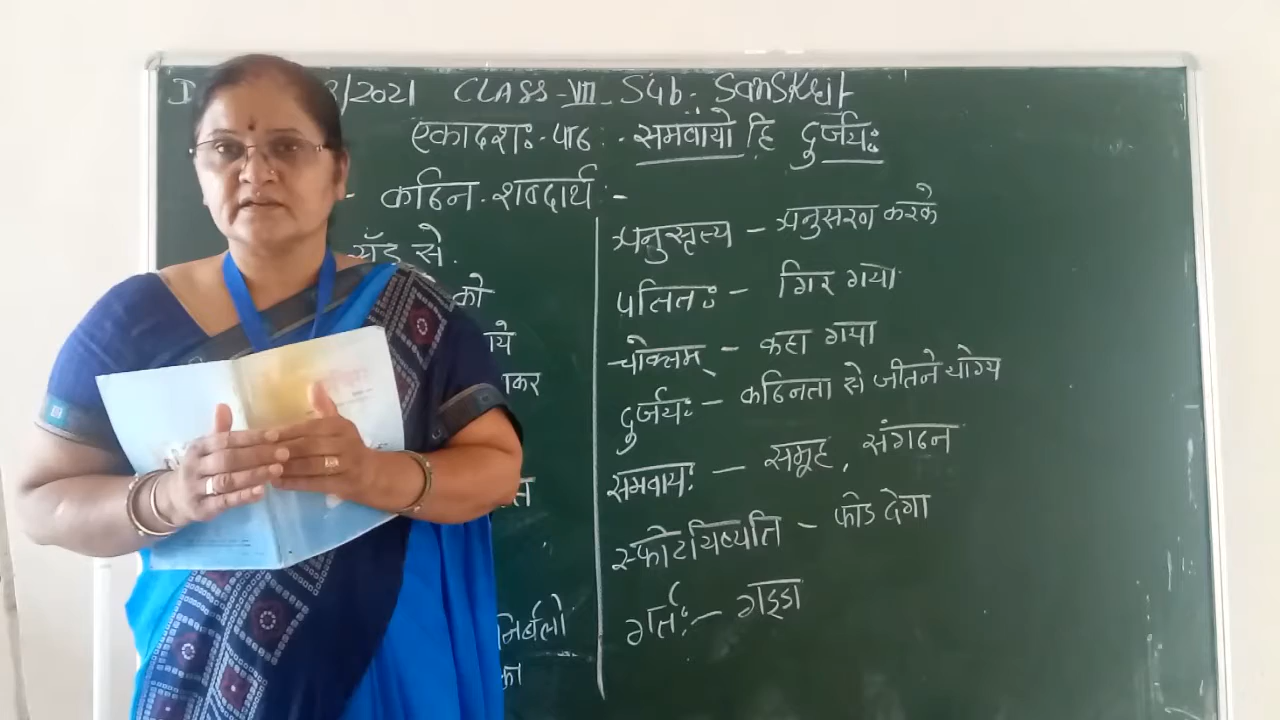 D /2021 CLASS-VII Sub- Sanskrit
एकादशः पाठः- समवायो हि दुर्जयः
- कठिन शब्दार्थ -
सूँड से.
को
कर
निर्बलो
का
अनुसृत्य - अनुसरण करके
पतितः - गिर गया
चोक्तम् - कहा गया
दुर्जयः - कठिनता से जीतने योग्य
समवायः - समूह, संगठन
स्फोटयिष्यति - फोड देगा
गर्तः - गड्डा